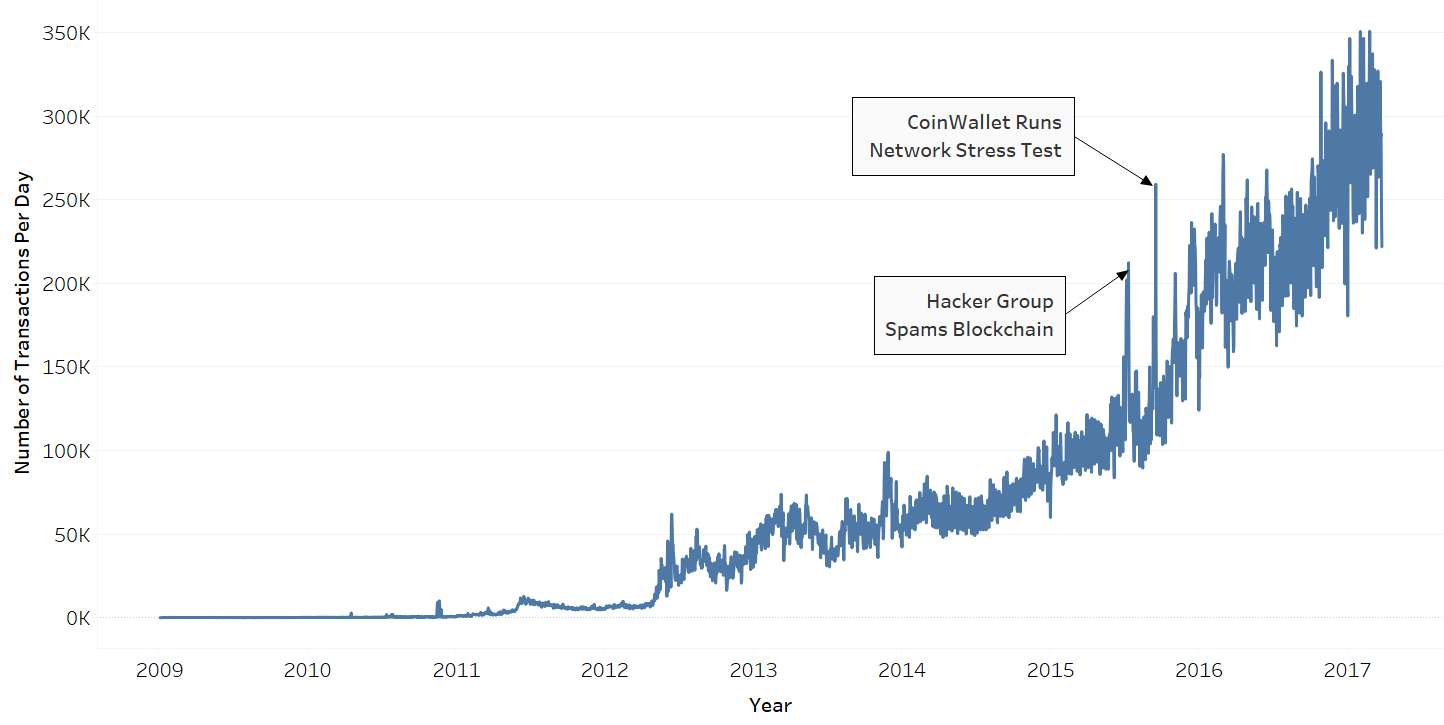 350K
300K
250K
200K
150K
100K
50K
0K
Number of Transactions Per Day
CoinWallet Runs
Network Stress Test
Hacker Group
Spams Blockchain
2009 2010 2011 2012 2013 2014 2015 2016 2017
Year